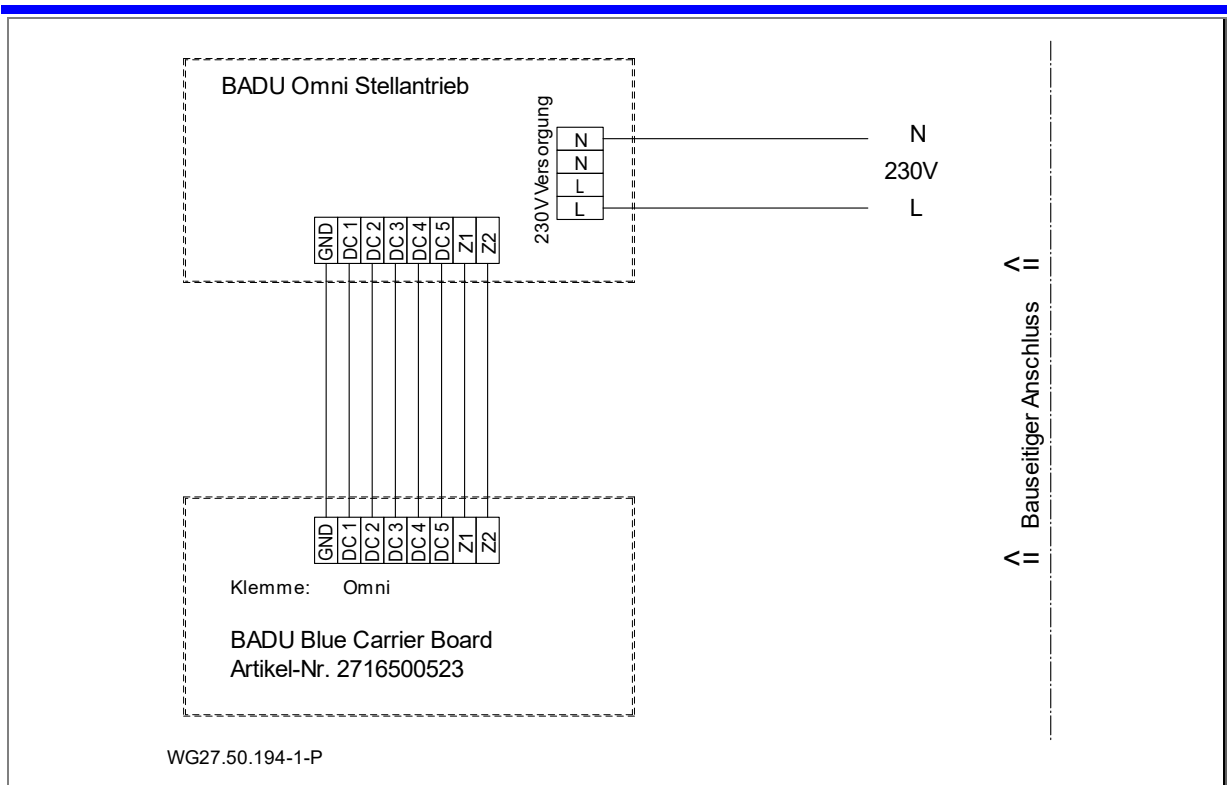 BADU Omni Stellantrieb
230V Versorgung
N
N
L
L
N
230V
L
GND
DC 1
DC 2
DC 3
DC 4
DC 5
Z1
Z2
<= Bauseitiger Anschluss <=
GND
DC 1
DC 2
DC 3
DC 4
DC 5
Z1
Z2
Klemme: Omni
BADU Blue Carrier Board
Artikel-Nr. 2716500523
WG27.50.194-1-P